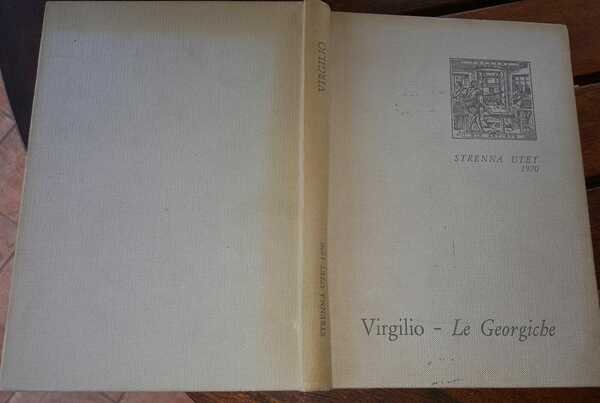 VIRGILIO
STRENNA UTET 1970
STRENNA UTET
1970
Virgilio - Le Georgiche